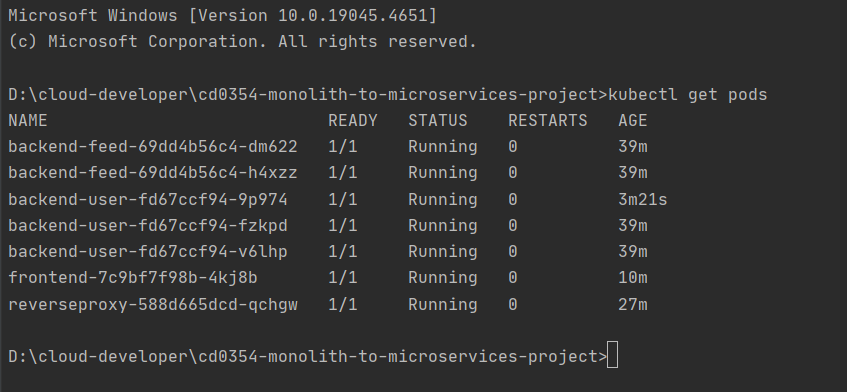 Microsoft Windows [Version 10.0.19045.4651]
(c) Microsoft Corporation. All rights reserved.
D:\cloud-developer\cd0354-monolith-to-microservices-project>kubectl get pods
NAME READY STATUS RESTARTS AGE
backend-feed-69dd4b56c4-dm622 1/1 Running 0 39m
backend-feed-69dd4b56c4-h4xzz 1/1 Running 0 39m
backend-user-fd67ccf94-9p974 1/1 Running 0 3m21s
backend-user-fd67ccf94-fzkpd 1/1 Running 0 39m
backend-user-fd67ccf94-v6lhp 1/1 Running 0 39m
frontend-7c9bf7f98b-4kj8b 1/1 Running 0 10m
reverseproxy-588d665dcd-qchgw 1/1 Running 0 27m
D:\cloud-developer\cd0354-monolith-to-microservices-project>